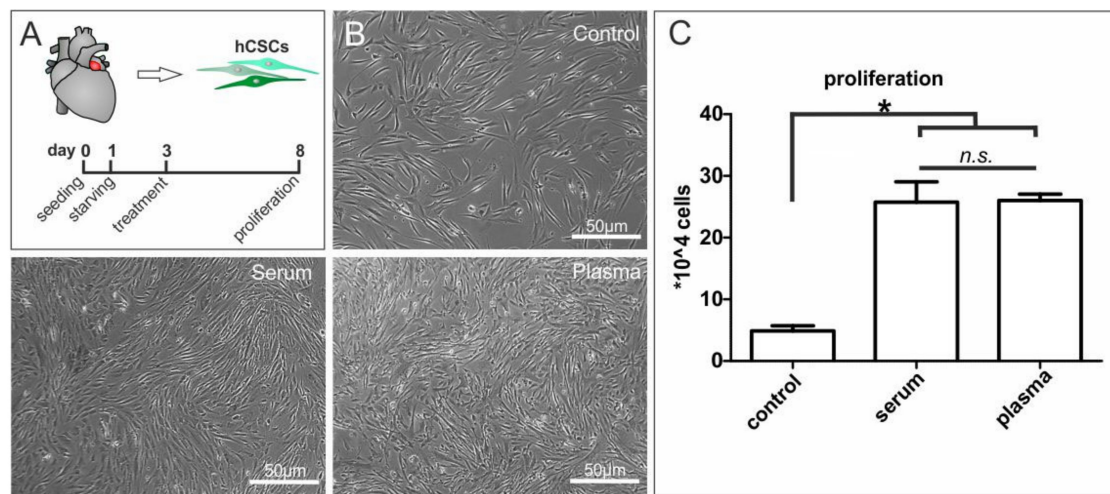 A
hCSCs
day 0 1 3 8
seeding
starving
treatment
proliferation
B
Control
50µm
Serum
50µm
Plasma
50µm
C
proliferation
*
n.s.
*10^4 cells
40
30
20
10
0
control
serum
plasma